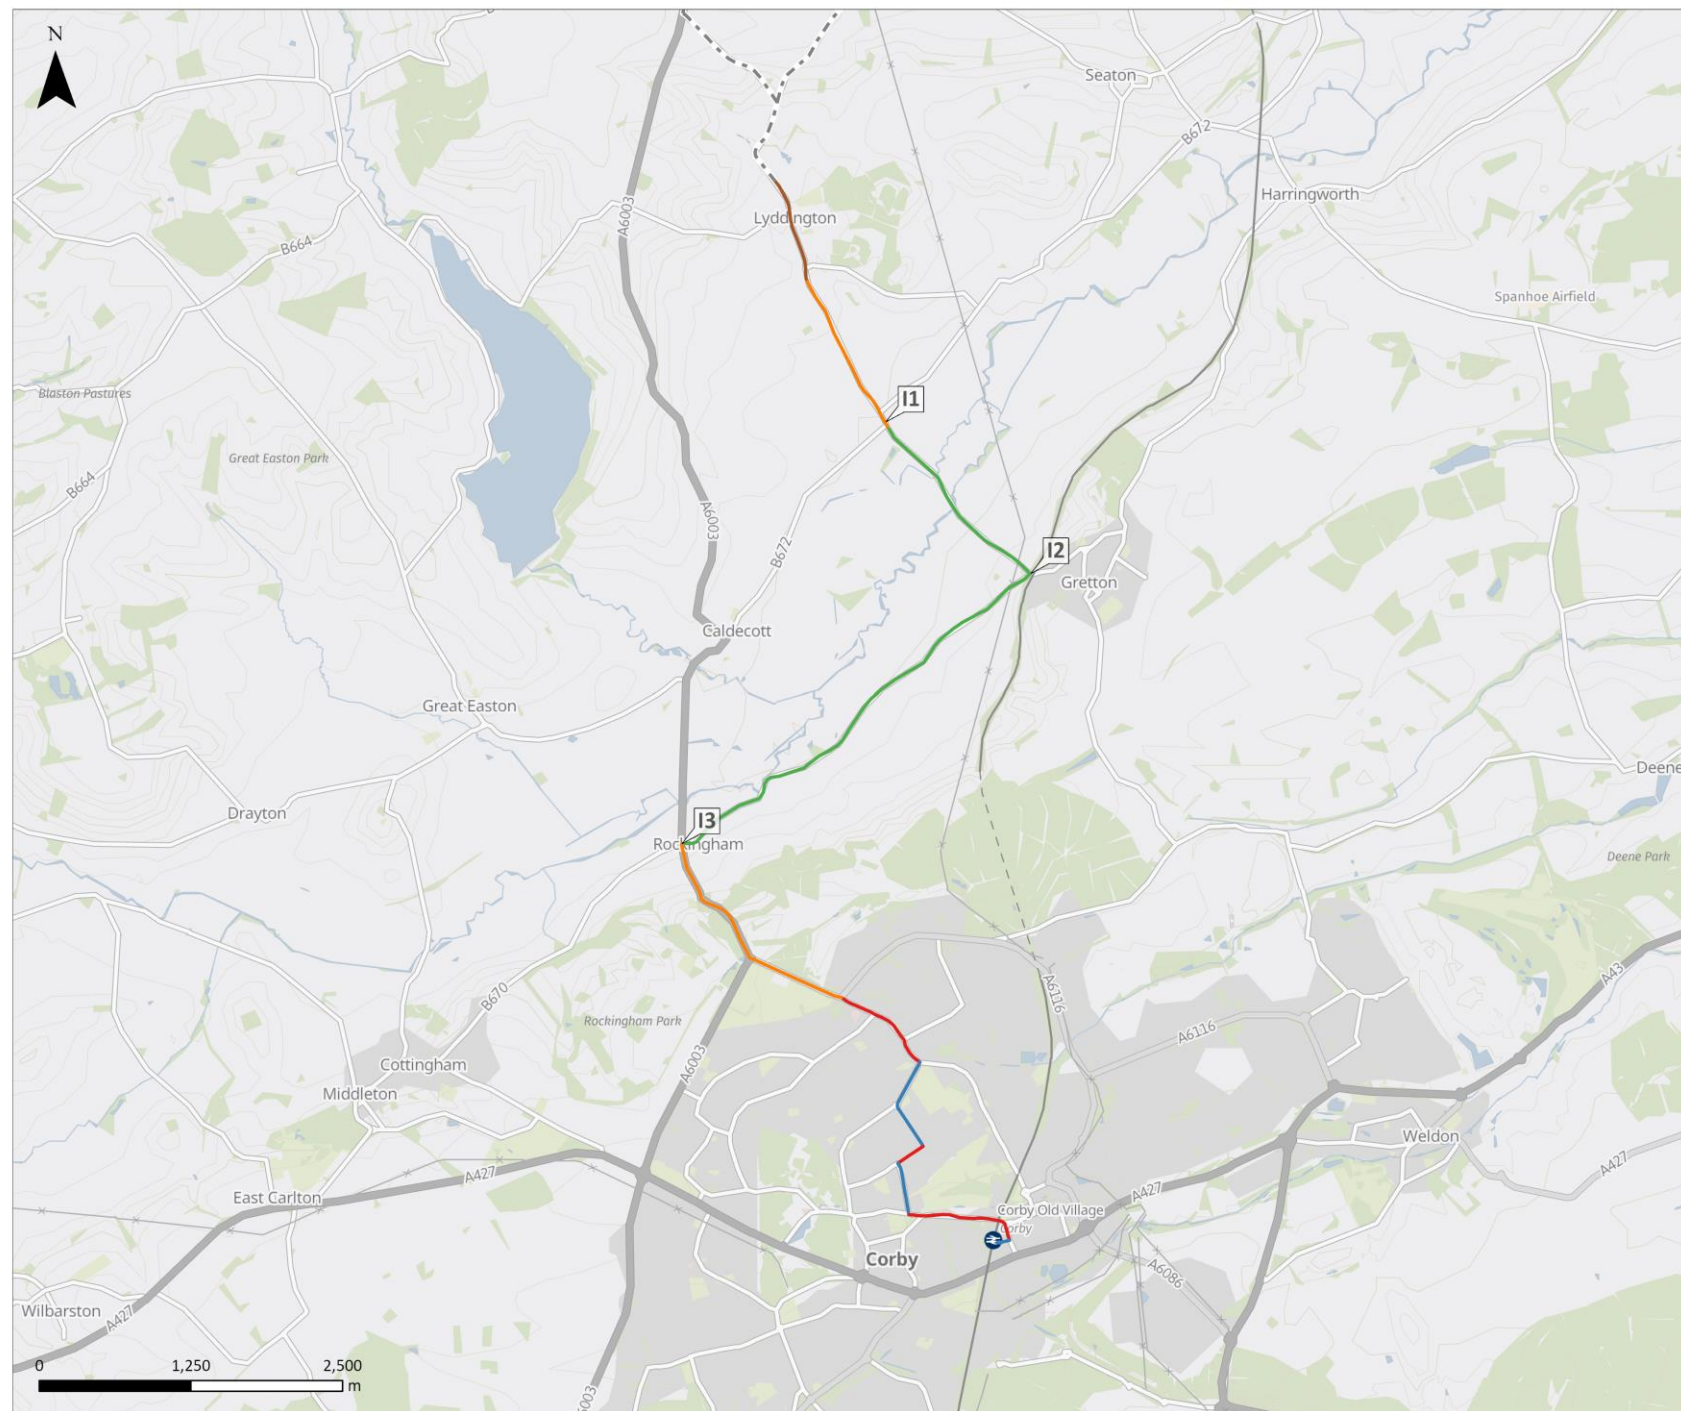 N
Seaton
B672
Harringworth
A6003
Lyddington
B664
Spanhoe Airfield
Blaston Pastures
I1
Great Easton Park
B664
A6003
B672
I2
Gretton
Caldecott
Great Easton
Deene
Drayton
I3
Rockingham
Deene Park
A43
B670
A6116
Rockingham Park
A6116
Cottingham
A6003
Middleton
Weldon
A427
A427
East Carlton
A427
Corby Old Village
Corby
Corby
A6086
Wilbarston
A427
0 1,250 2,500
m